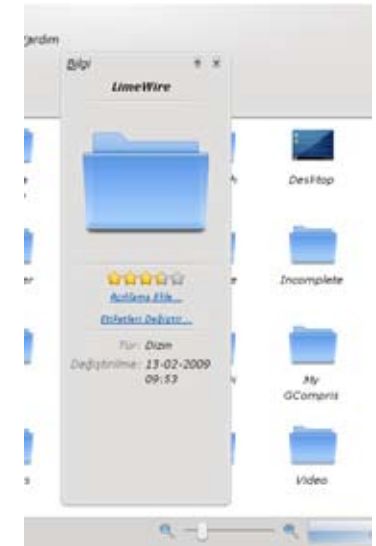 Yardım
Bilgi
LimeWire
Desktop
Incomplete
Açıklama Ekle...
Etiketleri Değiştir...
Tür: Dizin
Değiştirilme: 13-02-2009
09:53
My
GCompris
Video